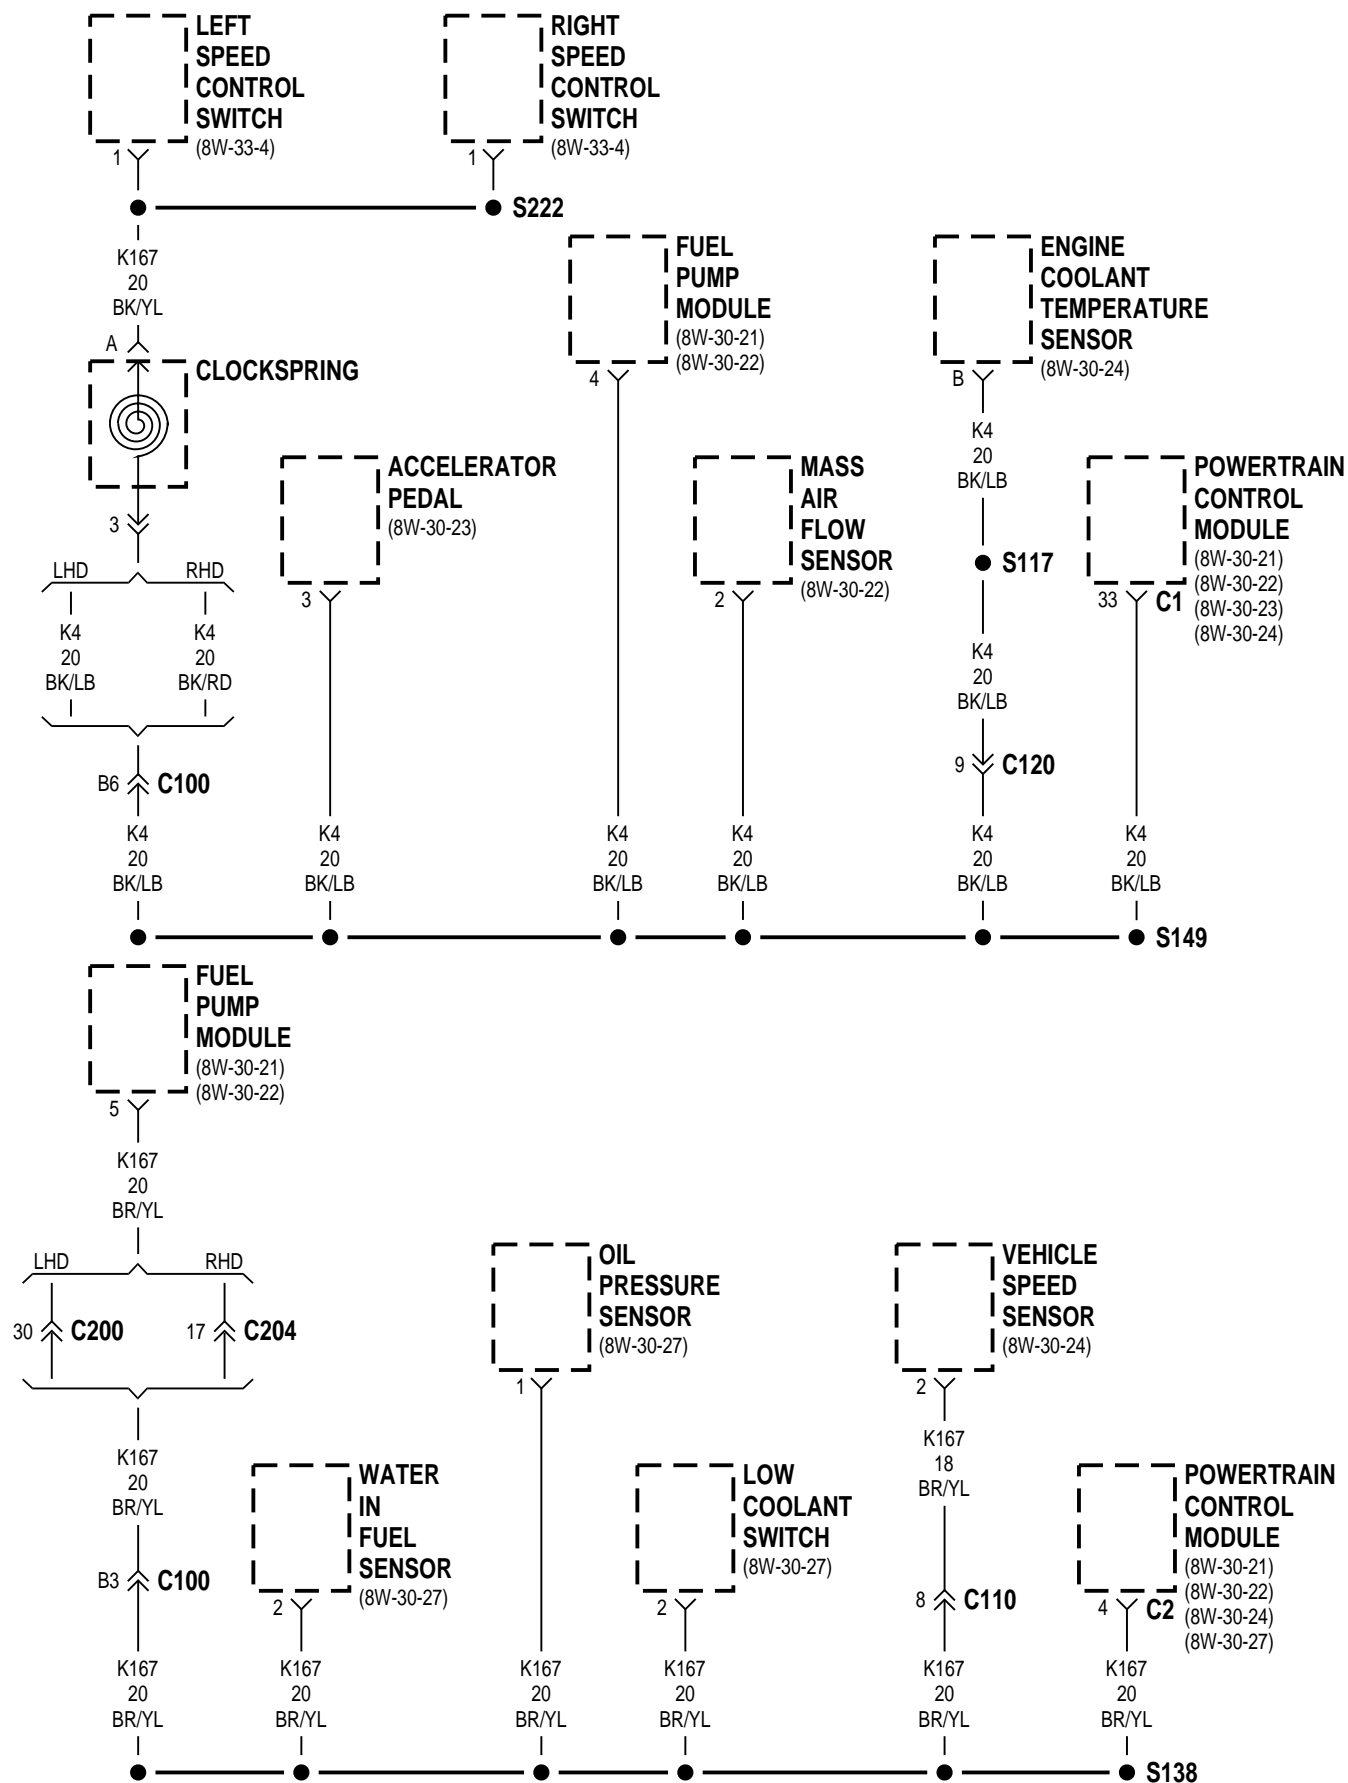 LEFT
SPEED
CONTROL
SWITCH
(8W-33-4)
1
RIGHT
SPEED
CONTROL
SWITCH
(8W-33-4)
1
S222
K167
20
BK/YL
A
CLOCKSPRING
3
LHD
RHD
K4
20
BK/LB
K4
20
BK/RD
B6
C100
K4
20
BK/LB
ACCELERATOR
PEDAL
(8W-30-23)
3
K4
20
BK/LB
FUEL
PUMP
MODULE
(8W-30-21)
(8W-30-22)
4
K4
20
BK/LB
MASS
AIR
FLOW
SENSOR
(8W-30-22)
2
K4
20
BK/LB
ENGINE
COOLANT
TEMPERATURE
SENSOR
(8W-30-24)
B
K4
20
BK/LB
S117
K4
20
BK/LB
9
C120
K4
20
BK/LB
POWERTRAIN
CONTROL
MODULE
(8W-30-21)
(8W-30-22)
(8W-30-23)
(8W-30-24)
33
C1
K4
20
BK/LB
S149
FUEL
PUMP
MODULE
(8W-30-21)
(8W-30-22)
5
K167
20
BR/YL
LHD
RHD
30
C200
17
C204
K167
20
BR/YL
B3
C100
K167
20
BR/YL
WATER
IN
FUEL
SENSOR
(8W-30-27)
2
K167
20
BR/YL
OIL
PRESSURE
SENSOR
(8W-30-27)
1
K167
20
BR/YL
LOW
COOLANT
SWITCH
(8W-30-27)
2
K167
20
BR/YL
VEHICLE
SPEED
SENSOR
(8W-30-24)
2
K167
18
BR/YL
8
C110
K167
20
BR/YL
POWERTRAIN
CONTROL
MODULE
(8W-30-21)
(8W-30-22)
(8W-30-24)
(8W-30-27)
4
C2
K167
20
BR/YL
S138